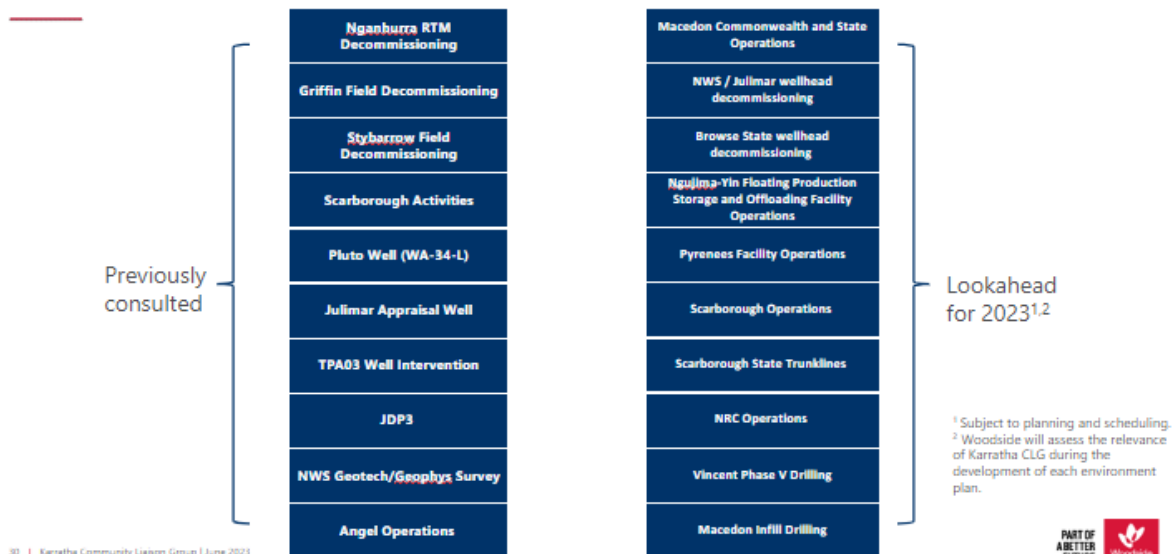 Previously
consulted
Nganhurra RTM
Decommissioning
Griffin Field Decommissioning
Stybarrow Field
Decommissioning
Scarborough Activities
Pluto Well (WA-34-L)
Julimar Appraisal Well
TPA03 Well Intervention
JDP3
NWS Geotech/Geophys Survey
Angel Operations
Macedon Commonwealth and State
Operations
NWS / Julimar wellhead
decommissioning
Browse State wellhead
decommissioning
Ngujima-Yin Floating Production
Storage and Offloading Facility
Operations
Pyrenees Facility Operations
Scarborough Operations
Scarborough State Trunklines
NRC Operations
Vincent Phase V Drilling
Macedon Infill Drilling
Lookahead
for 2023¹,²
¹ Subject to planning and scheduling.
² Woodside will assess the relevance
of Karratha CLG during the
development of each environment
plan.
Karratha Community Liaison Group | June 2023
PART OF
A BETTER
Woodside